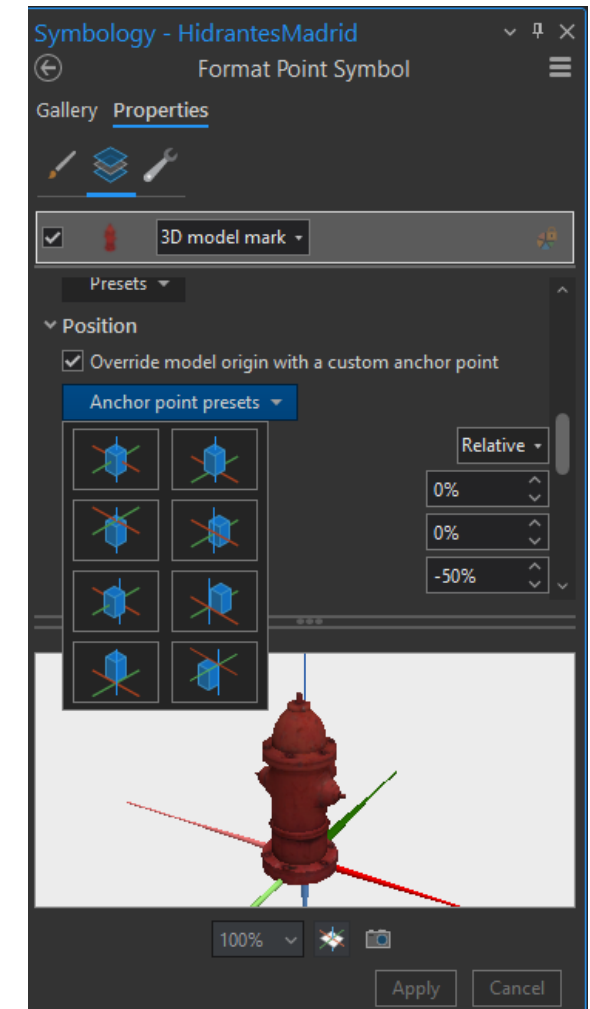 Symbology - HidrantesMadrid
Format Point Symbol
Gallery Properties
3D model mark
Presets
Position
Override model origin with a custom anchor point
Anchor point presets
Relative
0%
0%
-50%
100%
Apply Cancel